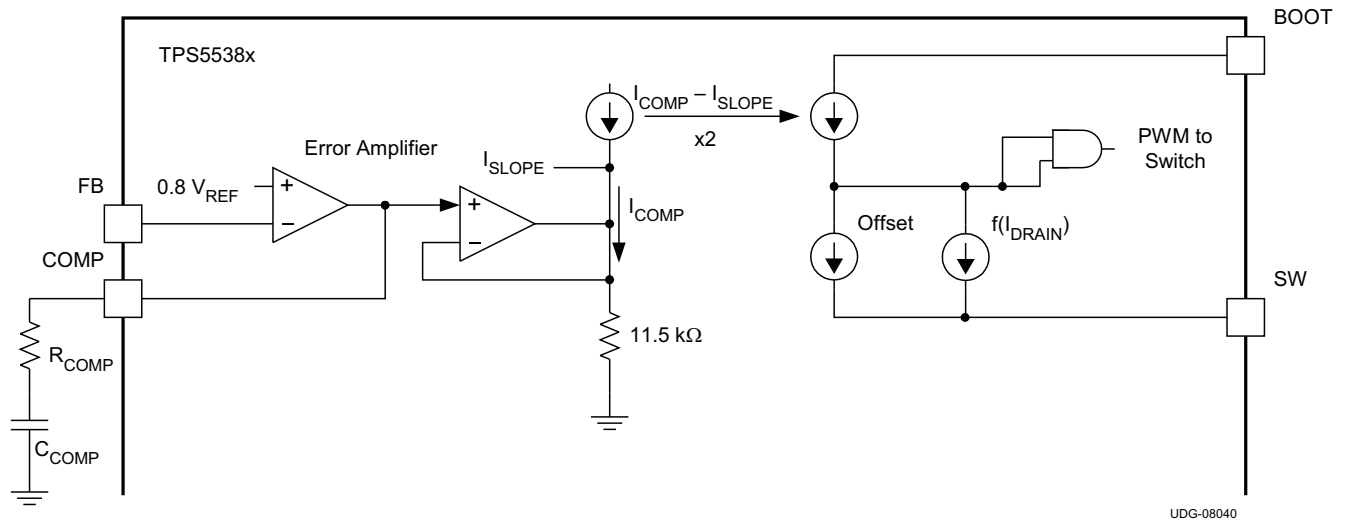 BOOT
TPS5538x
I_COMP – I_SLOPE
x2
Error Amplifier
PWM to
Switch
I_SLOPE
FB
0.8 V_REF
+
–
+
–
I_COMP
Offset
f(I_DRAIN)
COMP
SW
11.5 kΩ
R_COMP
C_COMP
UDG-08040